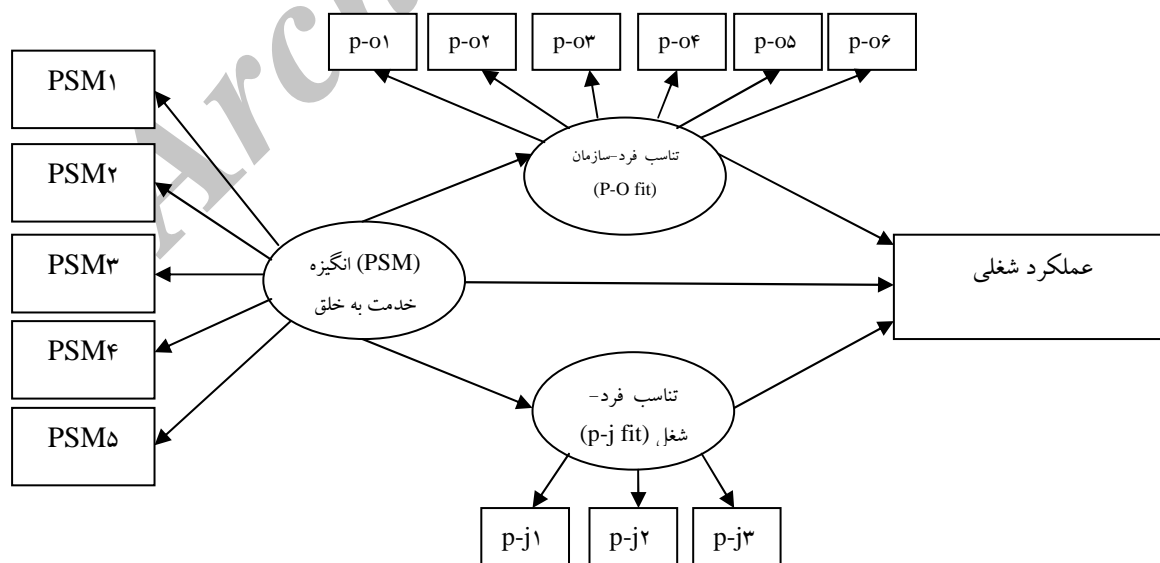 p-o۱
p-o۲
p-o۳
p-o۴
p-o۵
p-o۶
PSM۱
PSM۲
PSM۳
PSM۴
PSM۵
تناسب فرد-سازمان
(P-O fit)
(PSM) انگیزه
خدمت به خلق
عملکرد شغلی
تناسب فرد-
شغل (p-j fit)
p-j۱
p-j۲
p-j۳
Arch